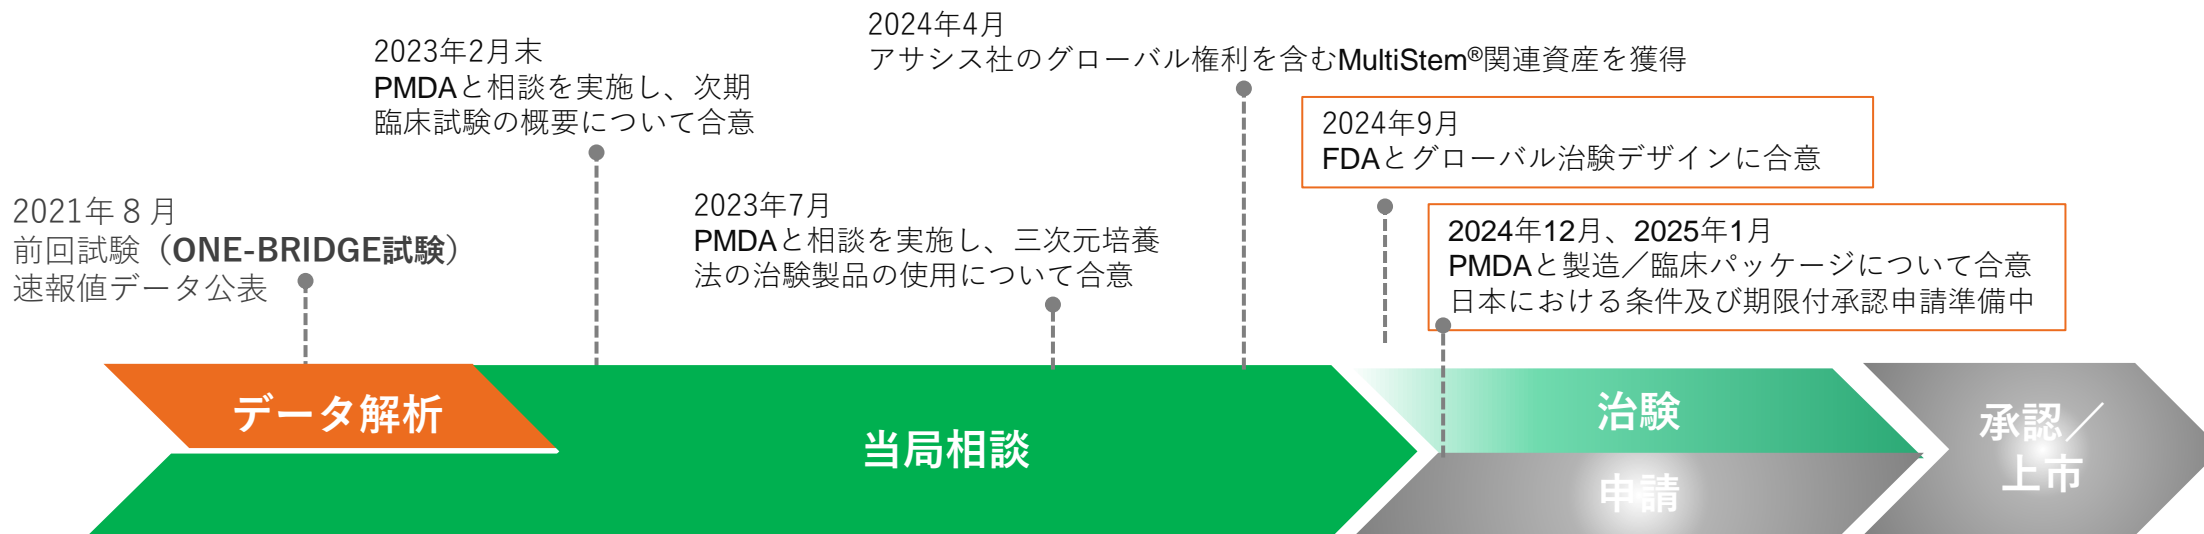 2024年4月
アサシス社のグローバル権利を含むMultiStem®関連資産を獲得
2023年2月末
PMDAと相談を実施し、次期
臨床試験の概要について合意
2024年9月
FDAとグローバル治験デザインに合意
2021年８月
前回試験（ONE-BRIDGE試験）
速報値データ公表
2023年7月
PMDAと相談を実施し、三次元培養
法の治験製品の使用について合意
2024年12月、2025年1月
PMDAと製造／臨床パッケージについて合意
日本における条件及び期限付承認申請準備中
データ解析
当局相談
治験
申請
承認／
上市